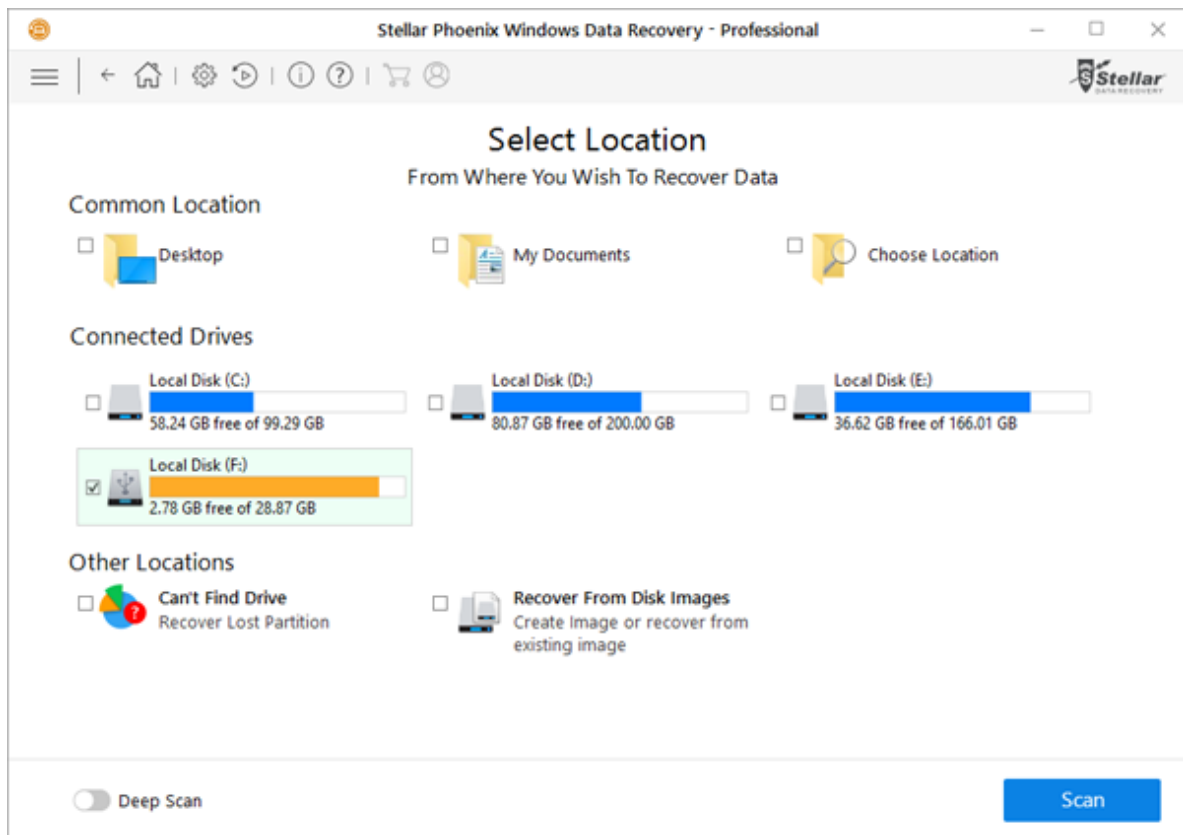 Stellar Phoenix Windows Data Recovery - Professional
Stellar
DATA RECOVERY
Select Location
From Where You Wish To Recover Data
Common Location
Desktop
My Documents
Choose Location
Connected Drives
Local Disk (C:)
58.24 GB free of 99.29 GB
Local Disk (D:)
80.87 GB free of 200.00 GB
Local Disk (E:)
36.62 GB free of 166.01 GB
Local Disk (F:)
2.78 GB free of 28.87 GB
Other Locations
Can't Find Drive
Recover Lost Partition
Recover From Disk Images
Create Image or recover from
existing image
Deep Scan
Scan